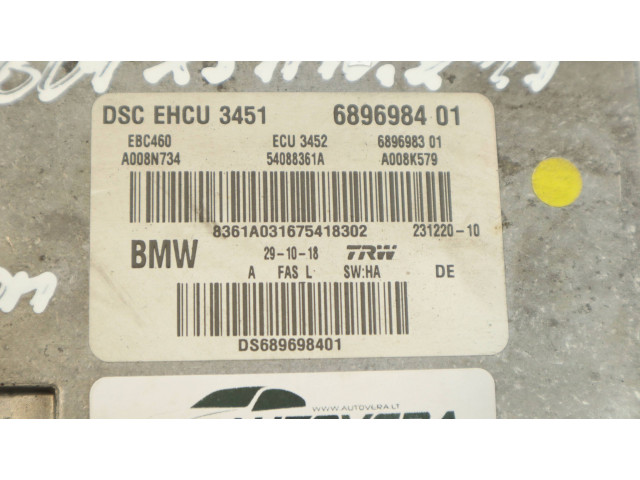 DSC EHCU 3451 6896984 01
EBC460 ECU 3452 6896983 01
A008N734 54088361A A008K579
8361A031675418302 231220-10
BMW 29-10-18 TRW
A FAS L SW:HA DE
DS689698401
WWW.AUTOVERA.LT
AUTOVERA